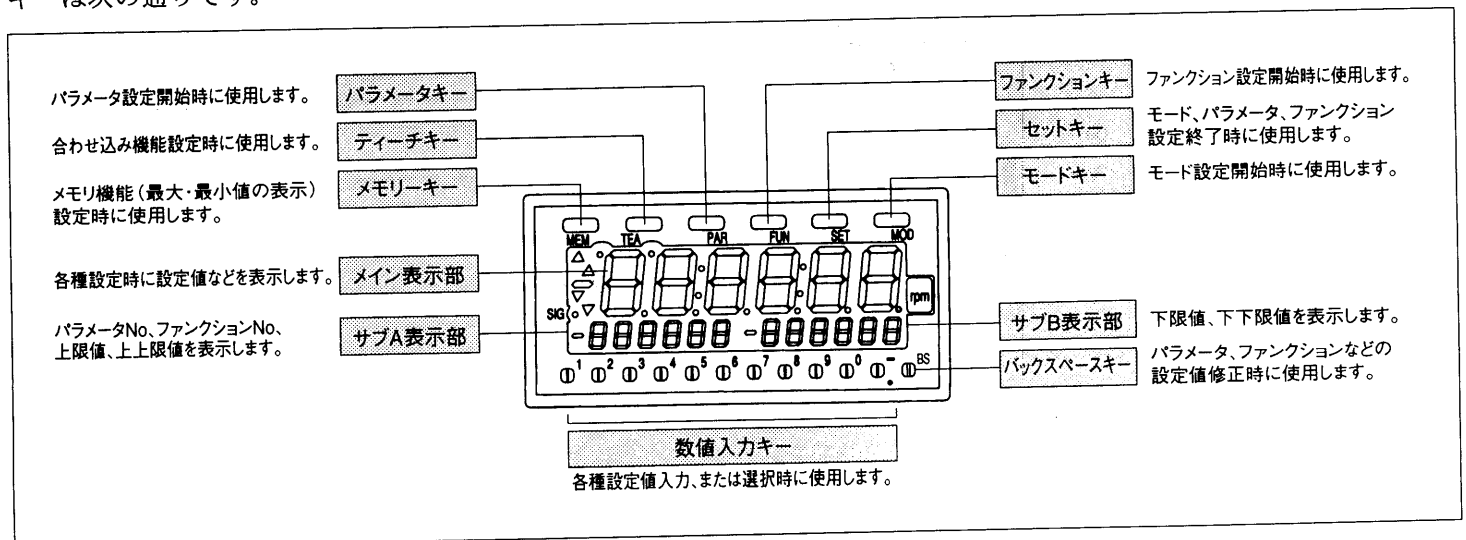 キーは次の通りです。
パラメータ設定開始時に使用します。
パラメータキー
合わせ込み機能設定時に使用します。
ティーチキー
メモリ機能(最大・最小値の表示)
設定時に使用します。
メモリーキー
各種設定時に設定値などを表示します。
メイン表示部
パラメータNo、ファンクションNo、
上限値、上上限値を表示します。
サブA表示部
ファンクションキー
ファンクション設定開始時に使用します。
セットキー
モード、パラメータ、ファンクション
設定終了時に使用します。
モードキー
モード設定開始時に使用します。
MEM TEA PAR FUN SET MOD
rpm
SIG
サブB表示部
下限値、下下限値を表示します。
1 2 3 4 5 6 7 8 9 0 - . BS
バックスペースキー
パラメータ、ファンクションなどの
設定値修正時に使用します。
数値入力キー
各種設定値入力、または選択時に使用します。